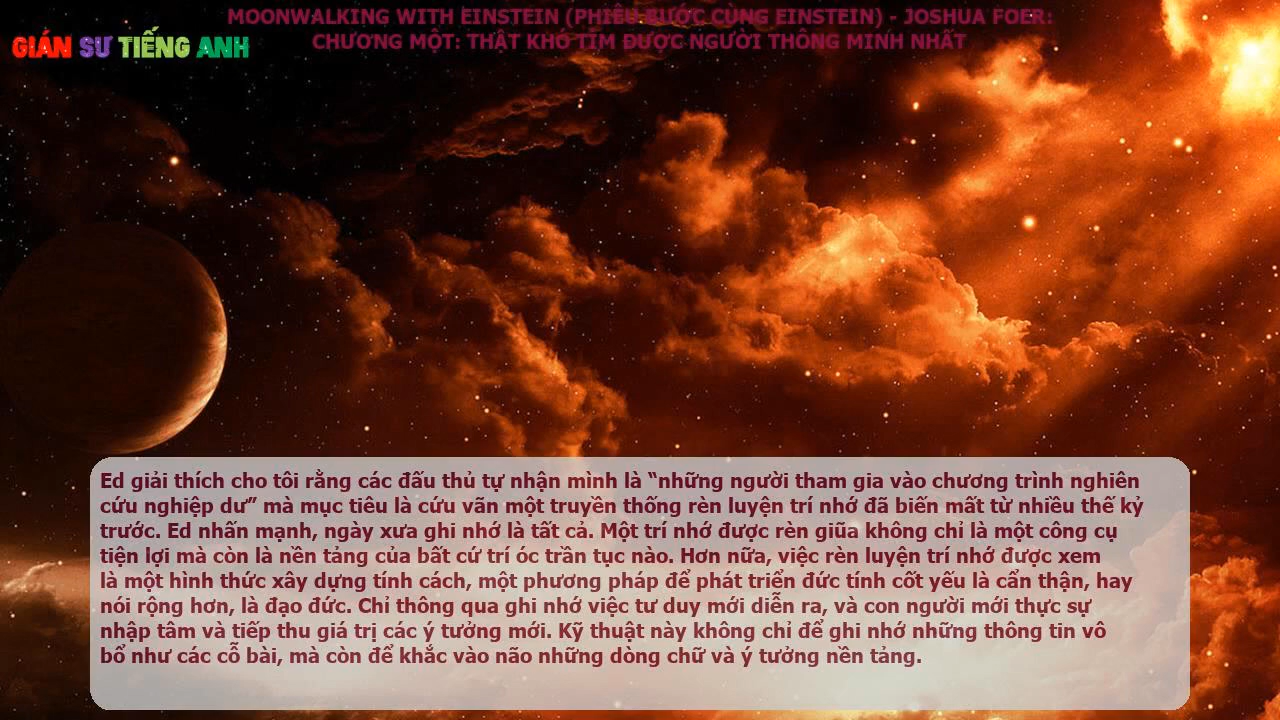 MOONWALKING WITH EINSTEIN (PHIÊU BƯỚC CÙNG EINSTEIN) - JOSHUA FOER:
CHƯƠNG MỘT: THẬT KHÓ TÌM ĐƯỢC NGƯỜI THÔNG MINH NHẤT
GIÁN SƯ TIẾNG ANH
Ed giải thích cho tôi rằng các đấu thủ tự nhận mình là “những người tham gia vào chương trình nghiên
cứu nghiệp dư” mà mục tiêu là cứu vãn một truyền thống rèn luyện trí nhớ đã biến mất từ nhiều thế kỷ
trước. Ed nhấn mạnh, ngày xưa ghi nhớ là tất cả. Một trí nhớ được rèn giũa không chỉ là một công cụ
tiện lợi mà còn là nền tảng của bất cứ trí óc trần tục nào. Hơn nữa, việc rèn luyện trí nhớ được xem
là một hình thức xây dựng tính cách, một phương pháp để phát triển đức tính cốt yếu là cẩn thận, hay
nói rộng hơn, là đạo đức. Chỉ thông qua ghi nhớ việc tư duy mới diễn ra, và con người mới thực sự
nhập tâm và tiếp thu giá trị các ý tưởng mới. Kỹ thuật này không chỉ để ghi nhớ những thông tin vô
bổ như các cỗ bài, mà còn để khắc vào não những dòng chữ và ý tưởng nền tảng.